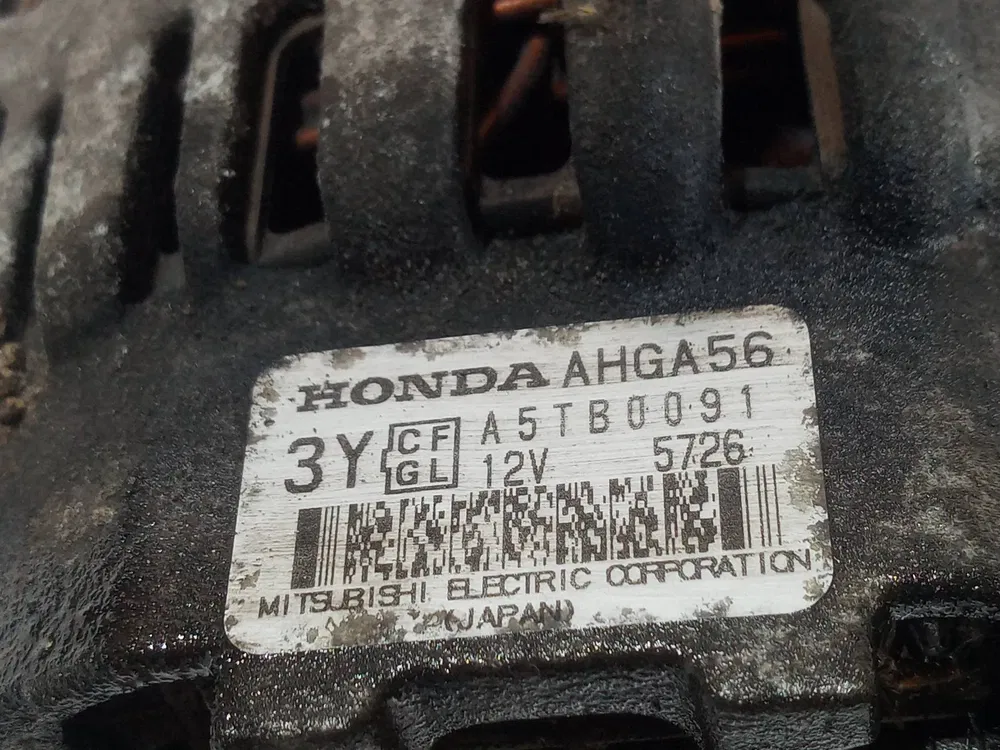 HONDA AHGA56
3Y CF GL A5TB0091
12V 5726
MITSUBISHI ELECTRIC CORPORATION
(JAPAN)